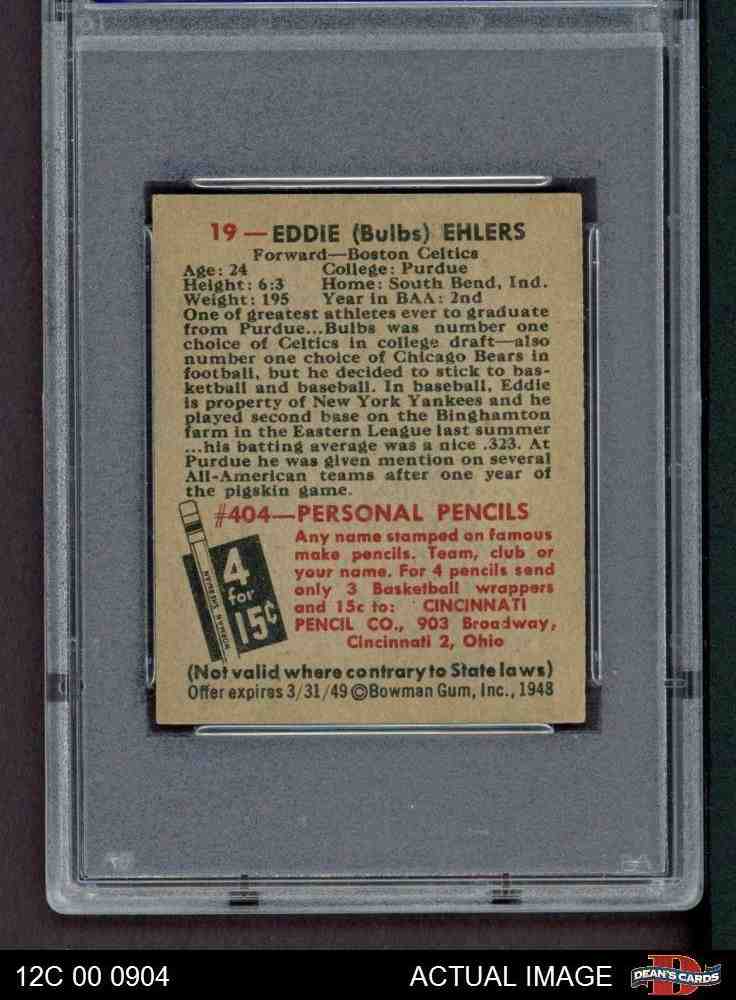 19—EDDIE (Bulbs) EHLERS
Forward—Boston Celtics
Age: 24 College: Purdue
Height: 6:3 Home: South Bend, Ind.
Weight: 195 Year in BAA: 2nd
One of greatest athletes ever to graduate
from Purdue...Bulbs was number one
choice of Celtics in college draft—also
number one choice of Chicago Bears in
football, but he decided to stick to bas-
ketball and baseball. In baseball, Eddie
is property of New York Yankees and he
played second base on the Binghamton
farm in the Eastern League last summer
...his batting average was a nice .323. At
Purdue he was given mention on several
All-American teams after one year of
the pigskin game.
#404—PERSONAL PENCILS
Any name stamped on famous
make pencils. Team, club or
your name. For 4 pencils send
only 3 Basketball wrappers
and 15c to: CINCINNATI
PENCIL CO., 903 Broadway,
Cincinnati 2, Ohio
4
for
15¢
(Not valid where contrary to State laws)
Offer expires 3/31/49 ©Bowman Gum, Inc., 1948
12C 00 0904
ACTUAL IMAGE
DEAN'S CARDS